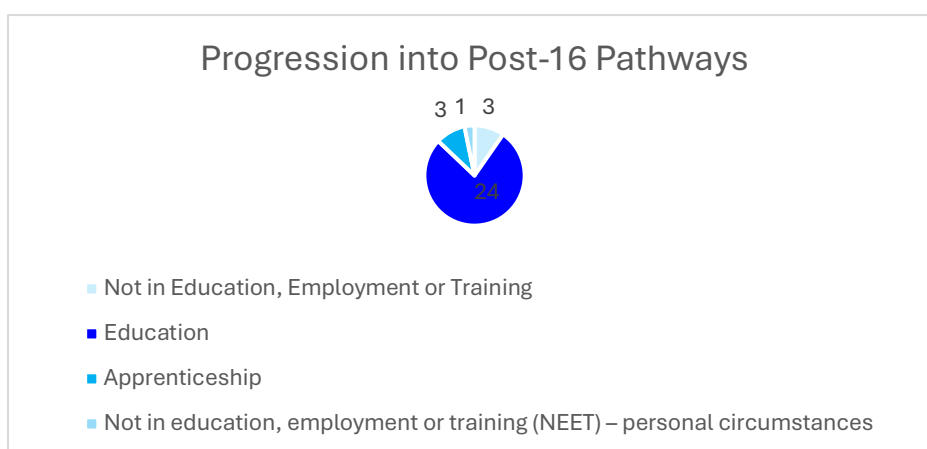 Progression into Post-16 Pathways
3 1 3
24
Not in Education, Employment or Training
Education
Apprenticeship
Not in education, employment or training (NEET) – personal circumstances